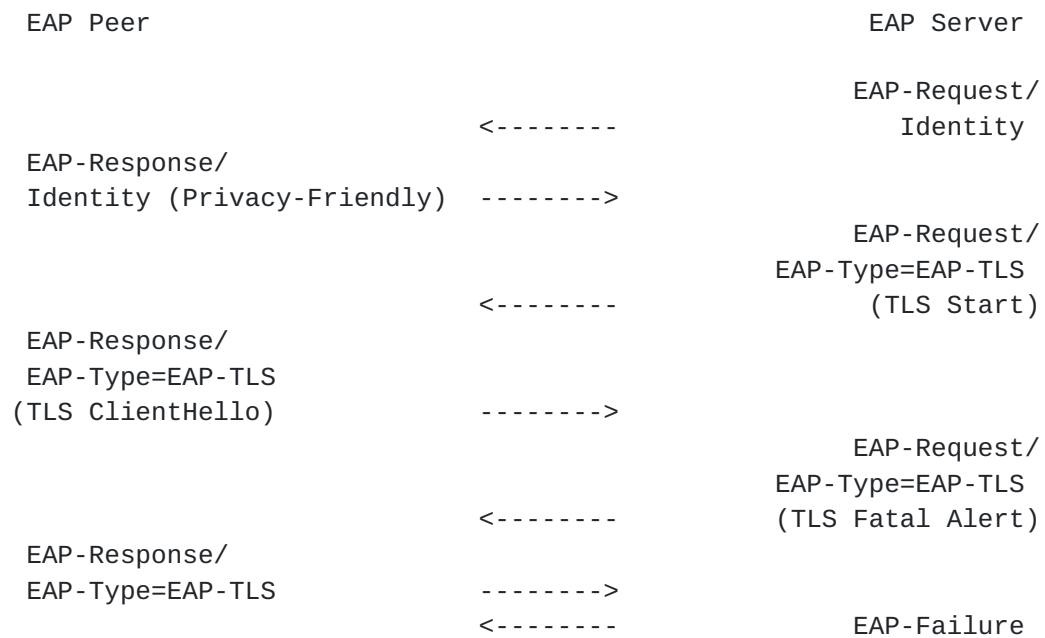 EAP Peer                                              EAP Server

                                                     EAP-Request/
                             <--------                  Identity
 EAP-Response/
 Identity (Privacy-Friendly)  -------->
                                                     EAP-Request/
                                                EAP-Type=EAP-TLS
                             <--------                (TLS Start)
 EAP-Response/
 EAP-Type=EAP-TLS
(TLS ClientHello)             -------->
                                                     EAP-Request/
                                                EAP-Type=EAP-TLS
                             <--------          (TLS Fatal Alert)
 EAP-Response/
 EAP-Type=EAP-TLS             -------->
                             <--------               EAP-Failure